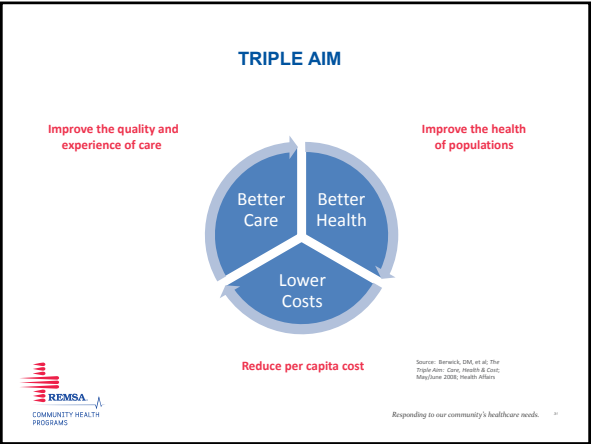 TRIPLE AIM
Improve the quality and
experience of care
Improve the health
of populations
Better
Care
Better
Health
Lower
Costs
Reduce per capita cost
Source: Berwick, DM, et al; The
Triple Aim: Care, Health & Cost;
May/June 2008; Health Affairs
REMSA
COMMUNITY HEALTH
PROGRAMS
Responding to our community's healthcare needs.